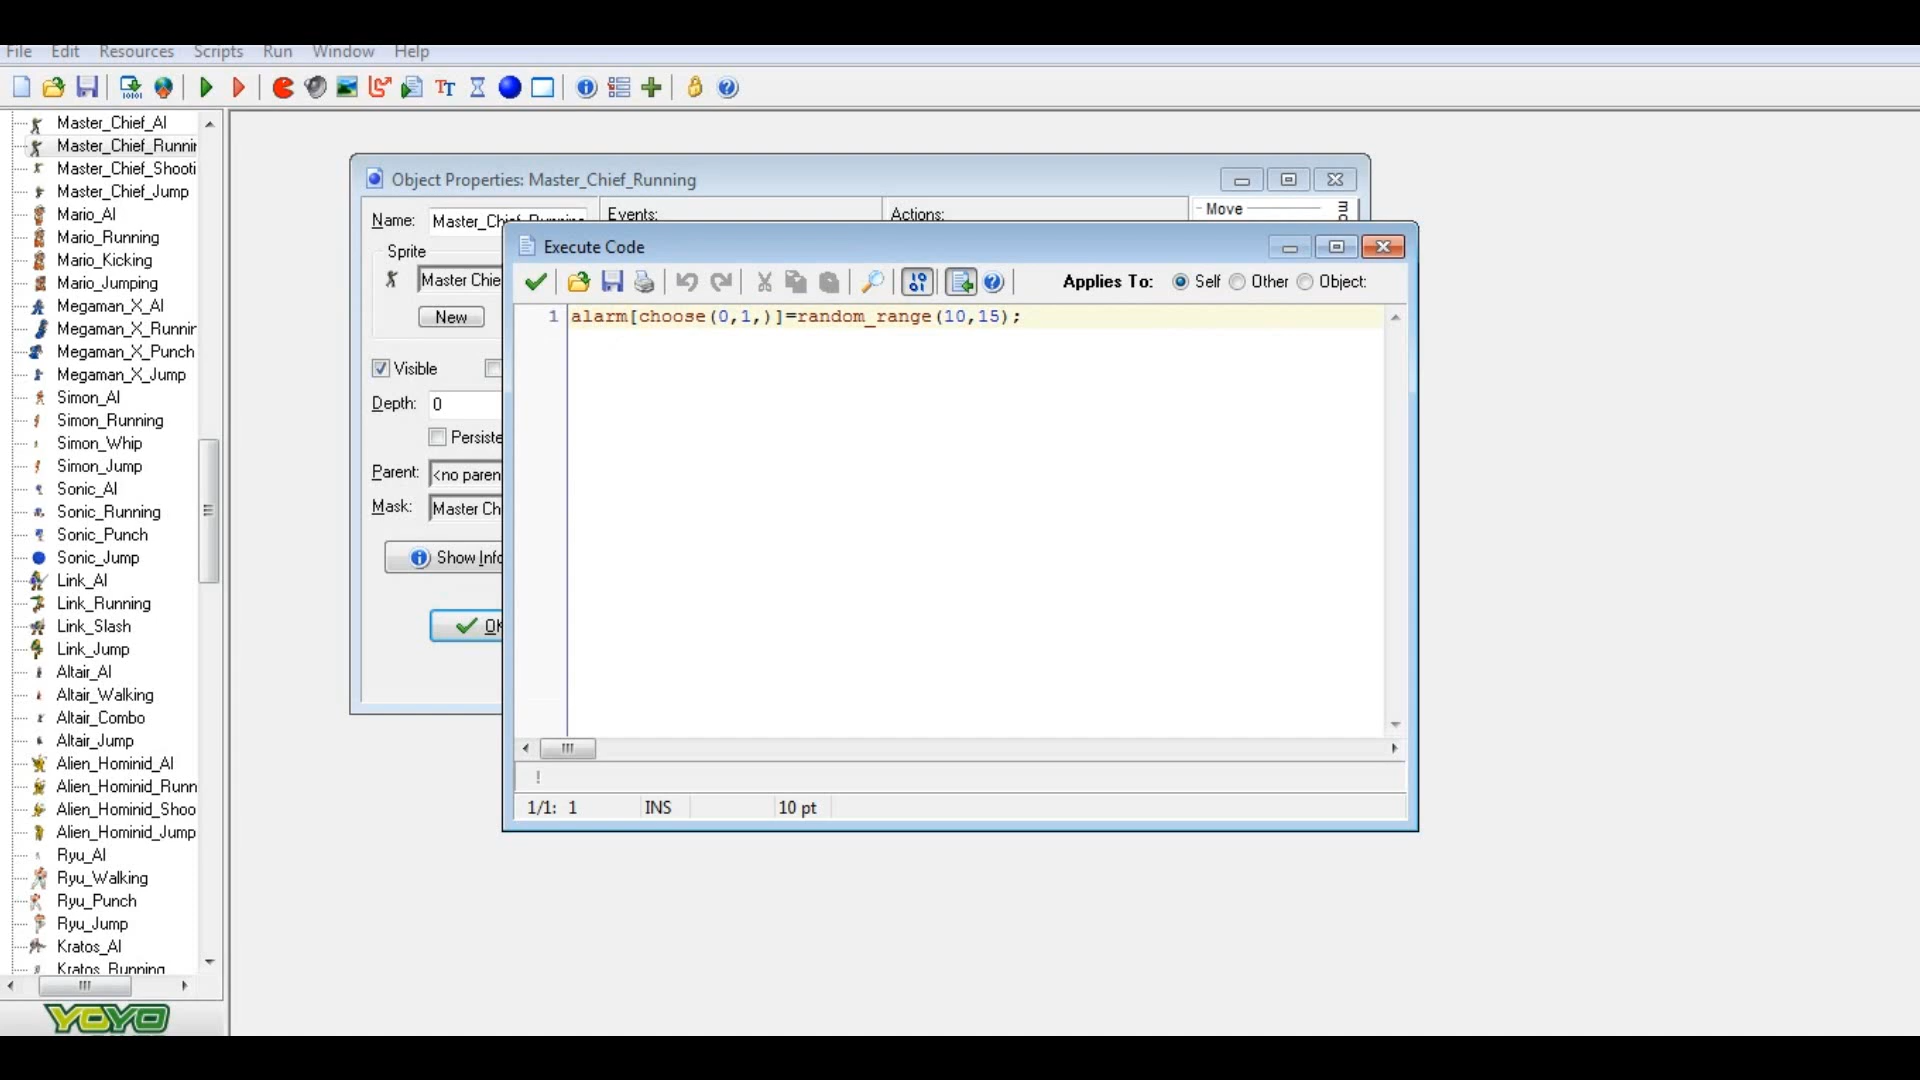 File Edit Resources Scripts Run Window Help
Master_Chief_AI
Master_Chief_Runnin
Master_Chief_Shooti
Master_Chief_Jump
Mario_AI
Mario_Running
Mario_Kicking
Mario_Jumping
Megaman_X_AI
Megaman_X_Runnin
Megaman_X_Punch
Megaman_X_Jump
Simon_AI
Simon_Running
Simon_Whip
Simon_Jump
Sonic_AI
Sonic_Running
Sonic_Punch
Sonic_Jump
Link_AI
Link_Running
Link_Slash
Link_Jump
Altair_AI
Altair_Walking
Altair_Combo
Altair_Jump
Alien_Hominid_AI
Alien_Hominid_Runn
Alien_Hominid_Shoo
Alien_Hominid_Jump
Ryu_AI
Ryu_Walking
Ryu_Punch
Ryu_Jump
Kratos_AI
Kratos_Running
YOYO
Object Properties: Master_Chief_Running
Name: Master_Chief_Running
Events:
Actions:
Move
Sprite
Master Chie
New
Visible
Depth: 0
Persiste
Parent: <no paren
Mask: Master Ch
Show Info
OK
Execute Code
Applies To: Self Other Object:
1 alarm[choose(0,1,)]=random_range(10,15);
!
1/1: 1 INS 10 pt